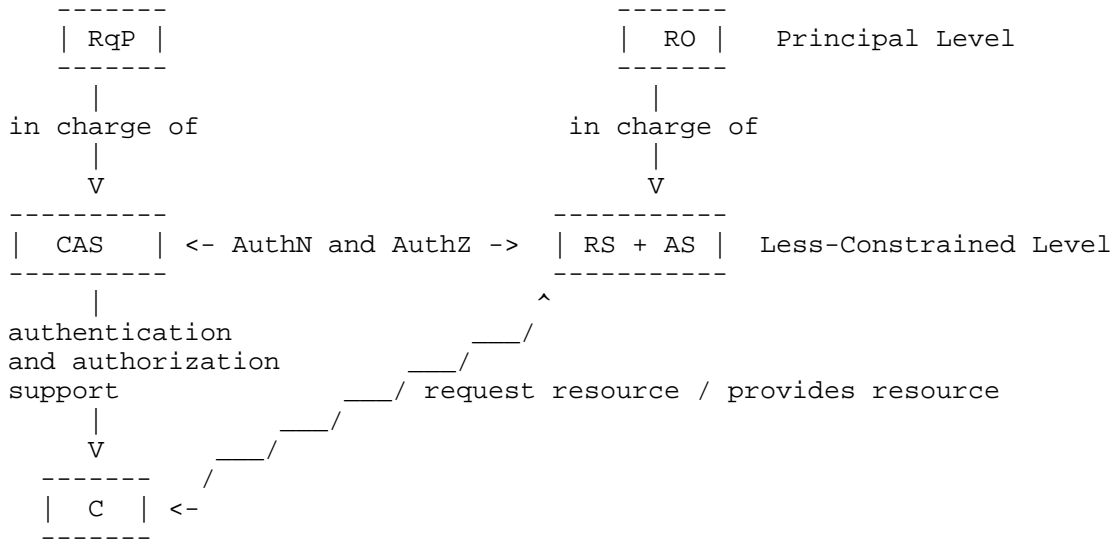 RqP RO Principal Level
in charge of in charge of
V V
CAS <- AuthN and AuthZ -> RS + AS Less-Constrained Level
authentication
and authorization
support request resource / provides resource
V
C <-